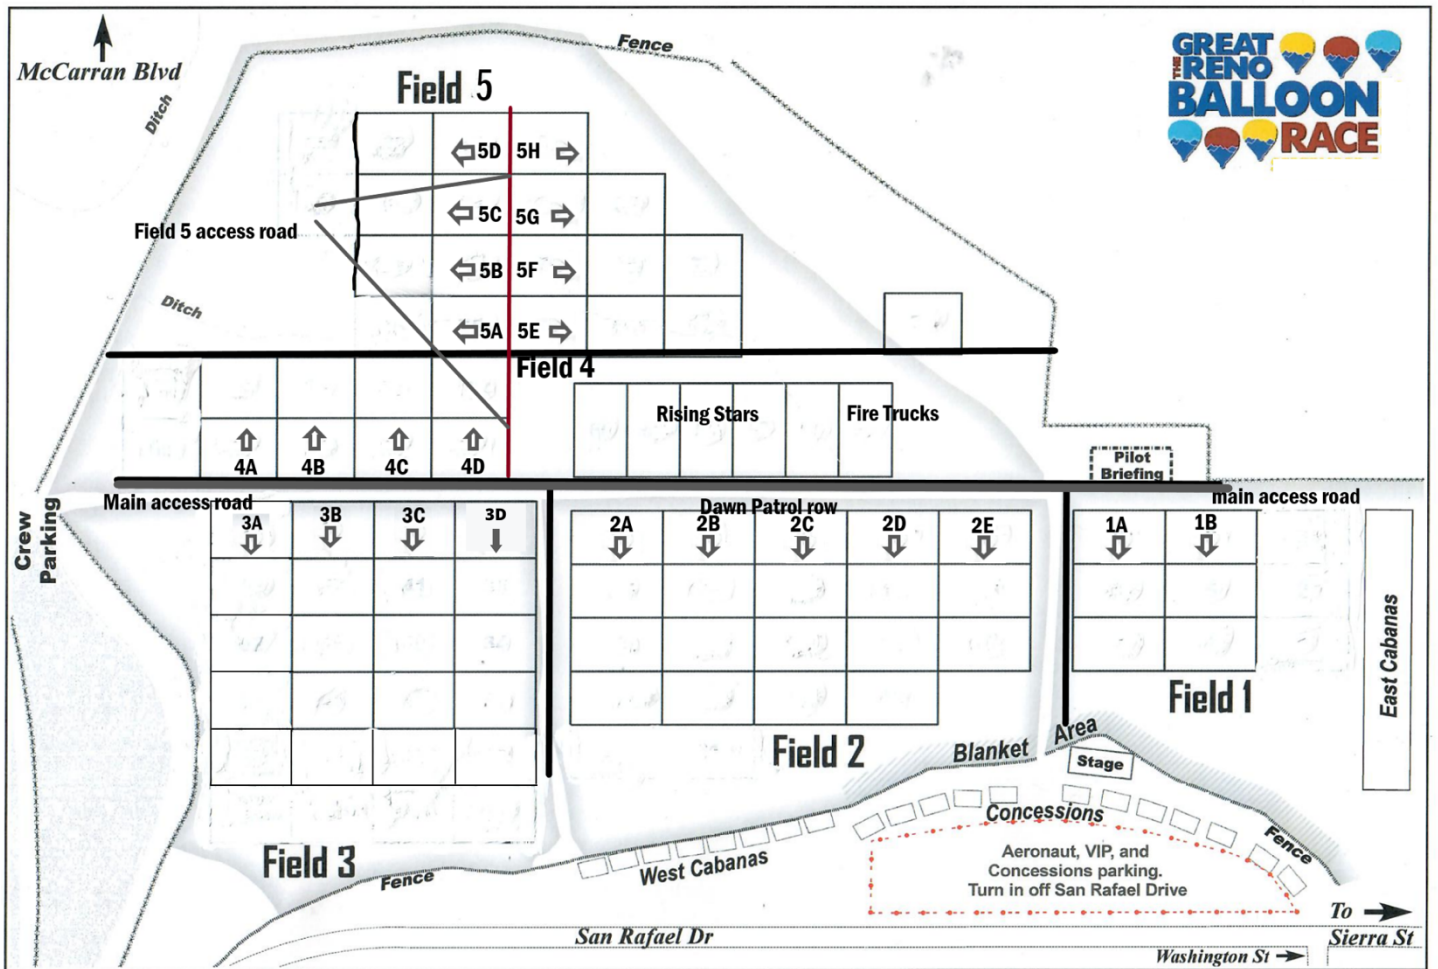 McCarran Blvd
Ditch
Fence
THE
GREAT
RENO
BALLOON
RACE
Field 5
5D 5H
5C 5G
Field 5 access road
5B 5F
Ditch
5A 5E
Field 4
Rising Stars
Fire Trucks
4A 4B 4C 4D
Pilot
Briefing
Main access road
Dawn Patrol row
main access road
Crew
Parking
3A 3B 3C 3D
2A 2B 2C 2D 2E
1A 1B
East Cabanas
Field 1
Field 2
Blanket Area
Stage
Concessions
Fence
Field 3
Fence
West Cabanas
Aeronaut, VIP, and
Concessions parking.
Turn in off San Rafael Drive
San Rafael Dr
To
Sierra St
Washington St